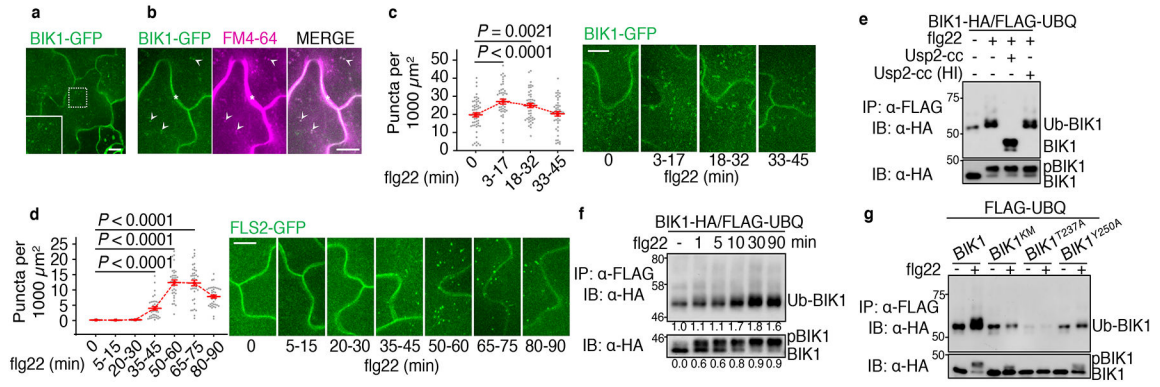 a
BIK1-GFP
b
BIK1-GFP FM4-64 MERGE
*
*
*
c
Puncta per
1000 µm²
P = 0.0021
P < 0.0001
50
40
30
20
10
0
0 3-17 18-32 33-45
flg22 (min)
BIK1-GFP
0 3-17 18-32 33-45
flg22 (min)
d
Puncta per
1000 µm²
P < 0.0001
P < 0.0001
P < 0.0001
25
20
15
10
5
0
0 5-15 20-30 35-45 50-60 65-75 80-90
flg22 (min)
FLS2-GFP
0 5-15 20-30 35-45 50-60 65-75 80-90
flg22 (min)
e
BIK1-HA/FLAG-UBQ
flg22 - + + +
Usp2-cc +
Usp2-cc (HI) - +
75
IP: α-FLAG
IB: α-HA
50
Ub-BIK1
BIK1
50
IB: α-HA
pBIK1
BIK1
f
BIK1-HA/FLAG-UBQ
flg22 - 1 5 10 30 90 min
80
IP: α-FLAG
58
IB: α-HA
Ub-BIK1
46
1.0 1.1 1.1 1.7 1.8 1.6
46
IB: α-HA
pBIK1
BIK1
0.0 0.6 0.6 0.8 0.9 0.9
g
FLAG-UBQ
BIK1 BIK1KM BIK1T237A BIK1Y250A
flg22 - + - + - + - +
75
IP: α-FLAG
IB: α-HA
Ub-BIK1
50
50
IB: α-HA
pBIK1
BIK1